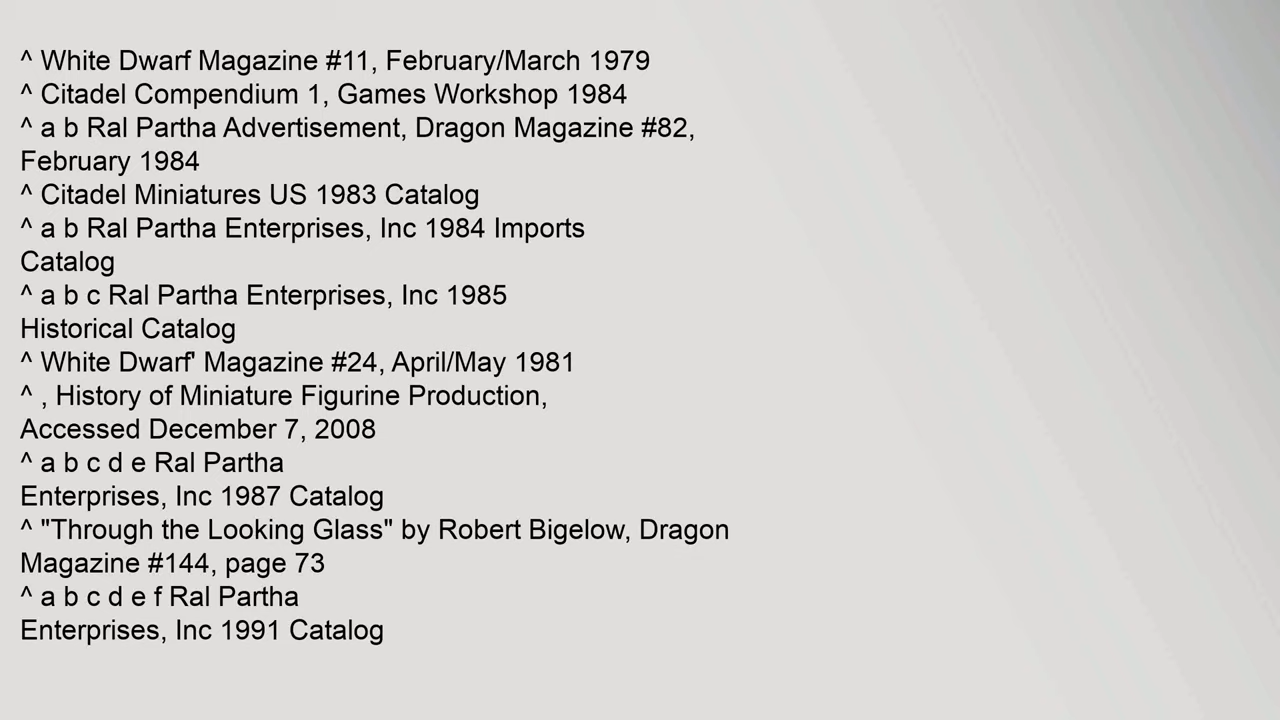 ^ White Dwarf Magazine #11, February/March 1979
^ Citadel Compendium 1, Games Workshop 1984
^ a b Ral Partha Advertisement, Dragon Magazine #82,
February 1984
^ Citadel Miniatures US 1983 Catalog
^ a b Ral Partha Enterprises, Inc 1984 Imports
Catalog
^ a b c Ral Partha Enterprises, Inc 1985
Historical Catalog
^ White Dwarf' Magazine #24, April/May 1981
^ , History of Miniature Figurine Production,
Accessed December 7, 2008
^ a b c d e Ral Partha
Enterprises, Inc 1987 Catalog
^ "Through the Looking Glass" by Robert Bigelow, Dragon
Magazine #144, page 73
^ a b c d e f Ral Partha
Enterprises, Inc 1991 Catalog